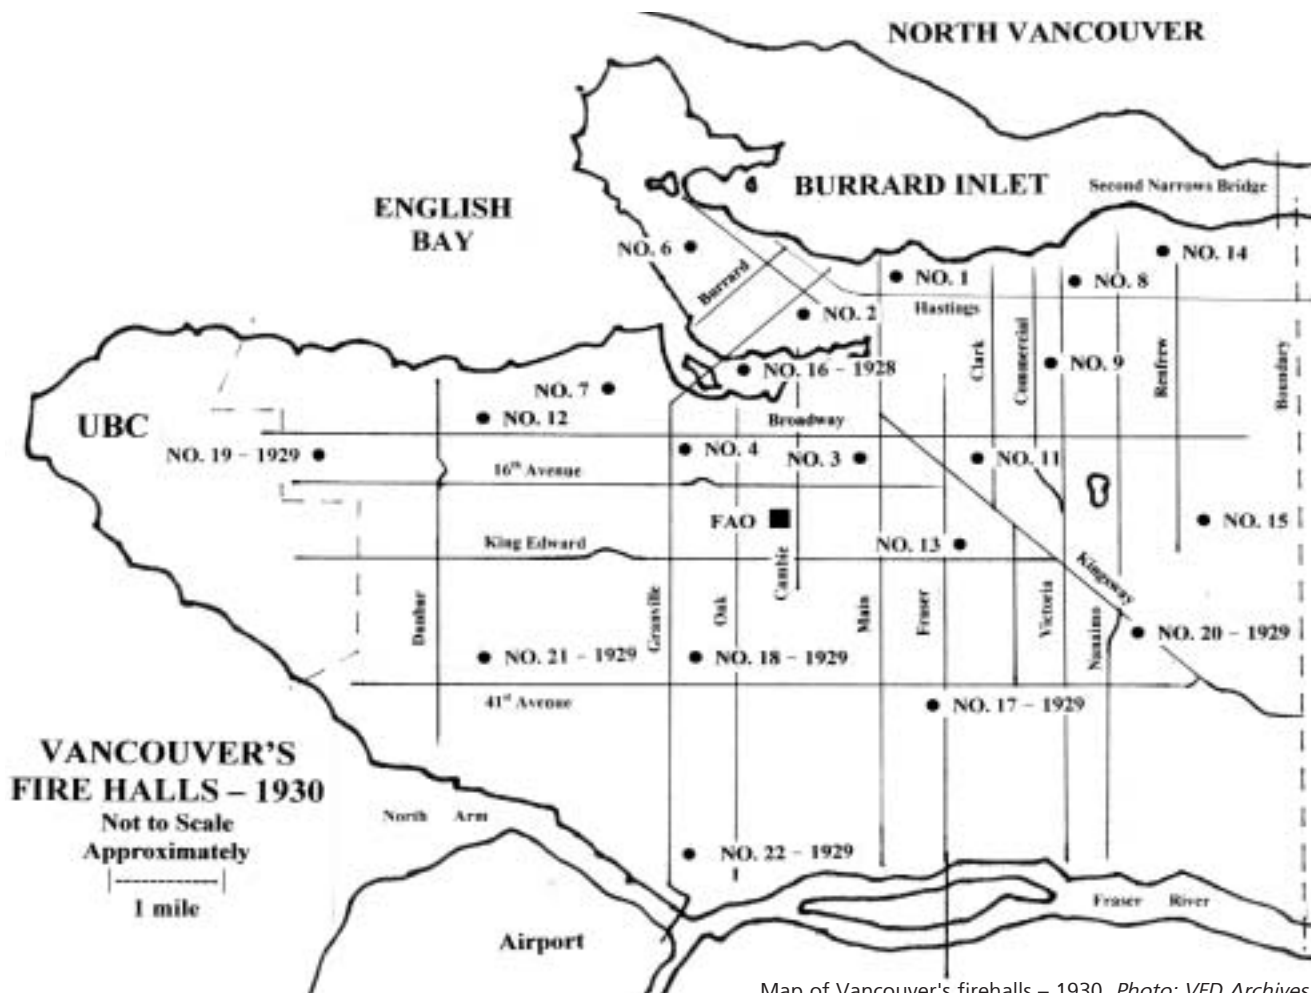 NORTH VANCOUVER
BURRARD INLET
Second Narrows Bridge
ENGLISH
BAY
NO. 6
NO. 14
NO. 1
NO. 8
Burrard
NO. 2
Hastings
Clark
Commercial
NO. 9
Renfrew
Boundary
NO. 16 – 1928
NO. 7
NO. 12
UBC
Broadway
NO. 19 – 1929
NO. 4
NO. 3
NO. 11
16th Avenue
FAO
NO. 15
King Edward
NO. 13
Cambie
Kingsway
Dunbar
Granville
Oak
Main
Fraser
Victoria
Nanaimo
NO. 20 – 1929
NO. 21 – 1929
NO. 18 – 1929
41st Avenue
NO. 17 – 1929
VANCOUVER'S
FIRE HALLS – 1930
Not to Scale
Approximately
1 mile
North Arm
NO. 22 – 1929
Fraser River
Airport
Map of Vancouver's firehalls – 1930. Photo: VFD Archives